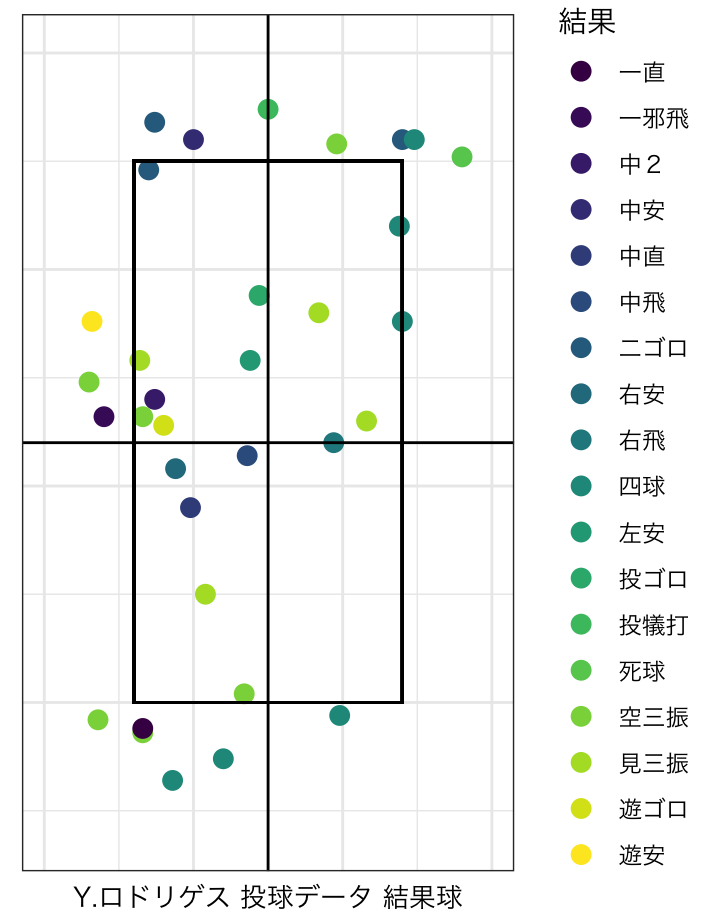 結果
一直
一邪飛
中２
中安
中直
中飛
二ゴロ
右安
右飛
四球
左安
投ゴロ
投犠打
死球
空三振
見三振
遊ゴロ
遊安
Y.ロドリゲス 投球データ 結果球